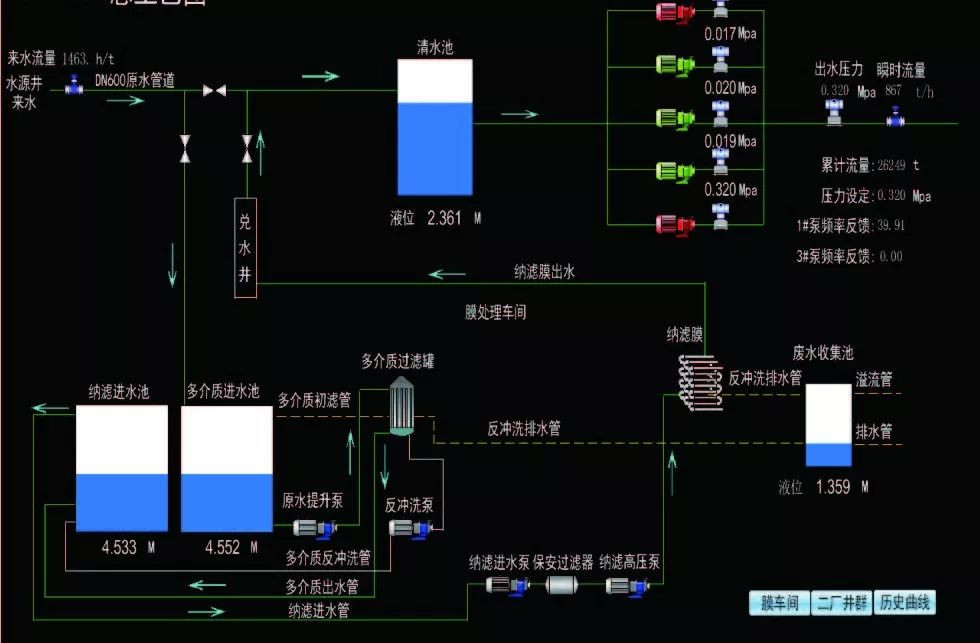 来水流量 1463. h/t
水源井
来水
DN600原水管道
清水池
液位 2.361 M
0.017Mpa
0.020Mpa
0.019Mpa
0.320Mpa
出水压力 瞬时流量
0.320 Mpa 867 t/h
累计流量:26249 t
压力设定:0.320 Mpa
1#泵频率反馈:39.91
3#泵频率反馈:0.00
兑水井
纳滤膜出水
膜处理车间
纳滤膜
多介质过滤罐
废水收集池
纳滤进水池
多介质进水池
多介质初滤管
反冲洗排水管
溢流管
反冲洗排水管
排水管
液位 1.359 M
原水提升泵
反冲洗泵
4.533 M
4.552 M
多介质反冲洗管
多介质出水管
纳滤进水管
纳滤进水泵
保安过滤器
纳滤高压泵
膜车间
二厂井群
历史曲线